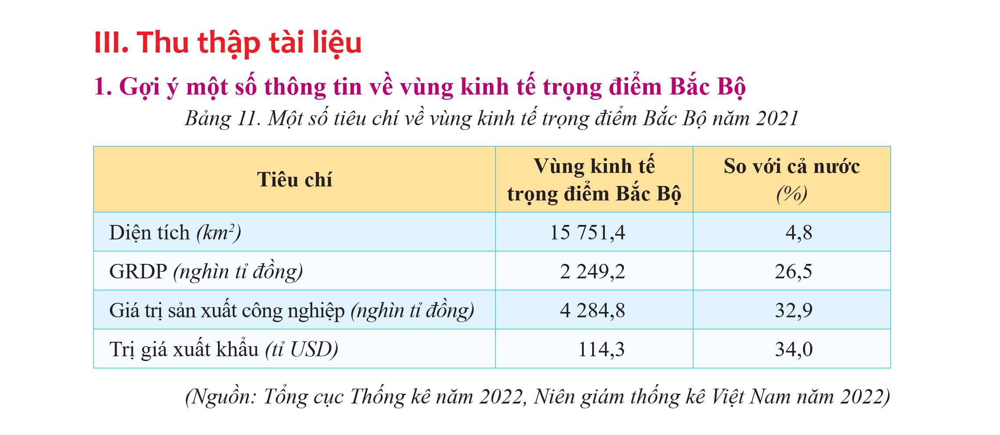 III. Thu thập tài liệu
1. Gợi ý một số thông tin về vùng kinh tế trọng điểm Bắc Bộ
Bảng 11. Một số tiêu chí về vùng kinh tế trọng điểm Bắc Bộ năm 2021
Tiêu chí
Vùng kinh tế
trọng điểm Bắc Bộ
So với cả nước
(%)
Diện tích (km²) 15 751,4 4,8
GRDP (nghìn tỉ đồng) 2 249,2 26,5
Giá trị sản xuất công nghiệp (nghìn tỉ đồng) 4 284,8 32,9
Trị giá xuất khẩu (tỉ USD) 114,3 34,0
(Nguồn: Tổng cục Thống kê năm 2022, Niên giám thống kê Việt Nam năm 2022)